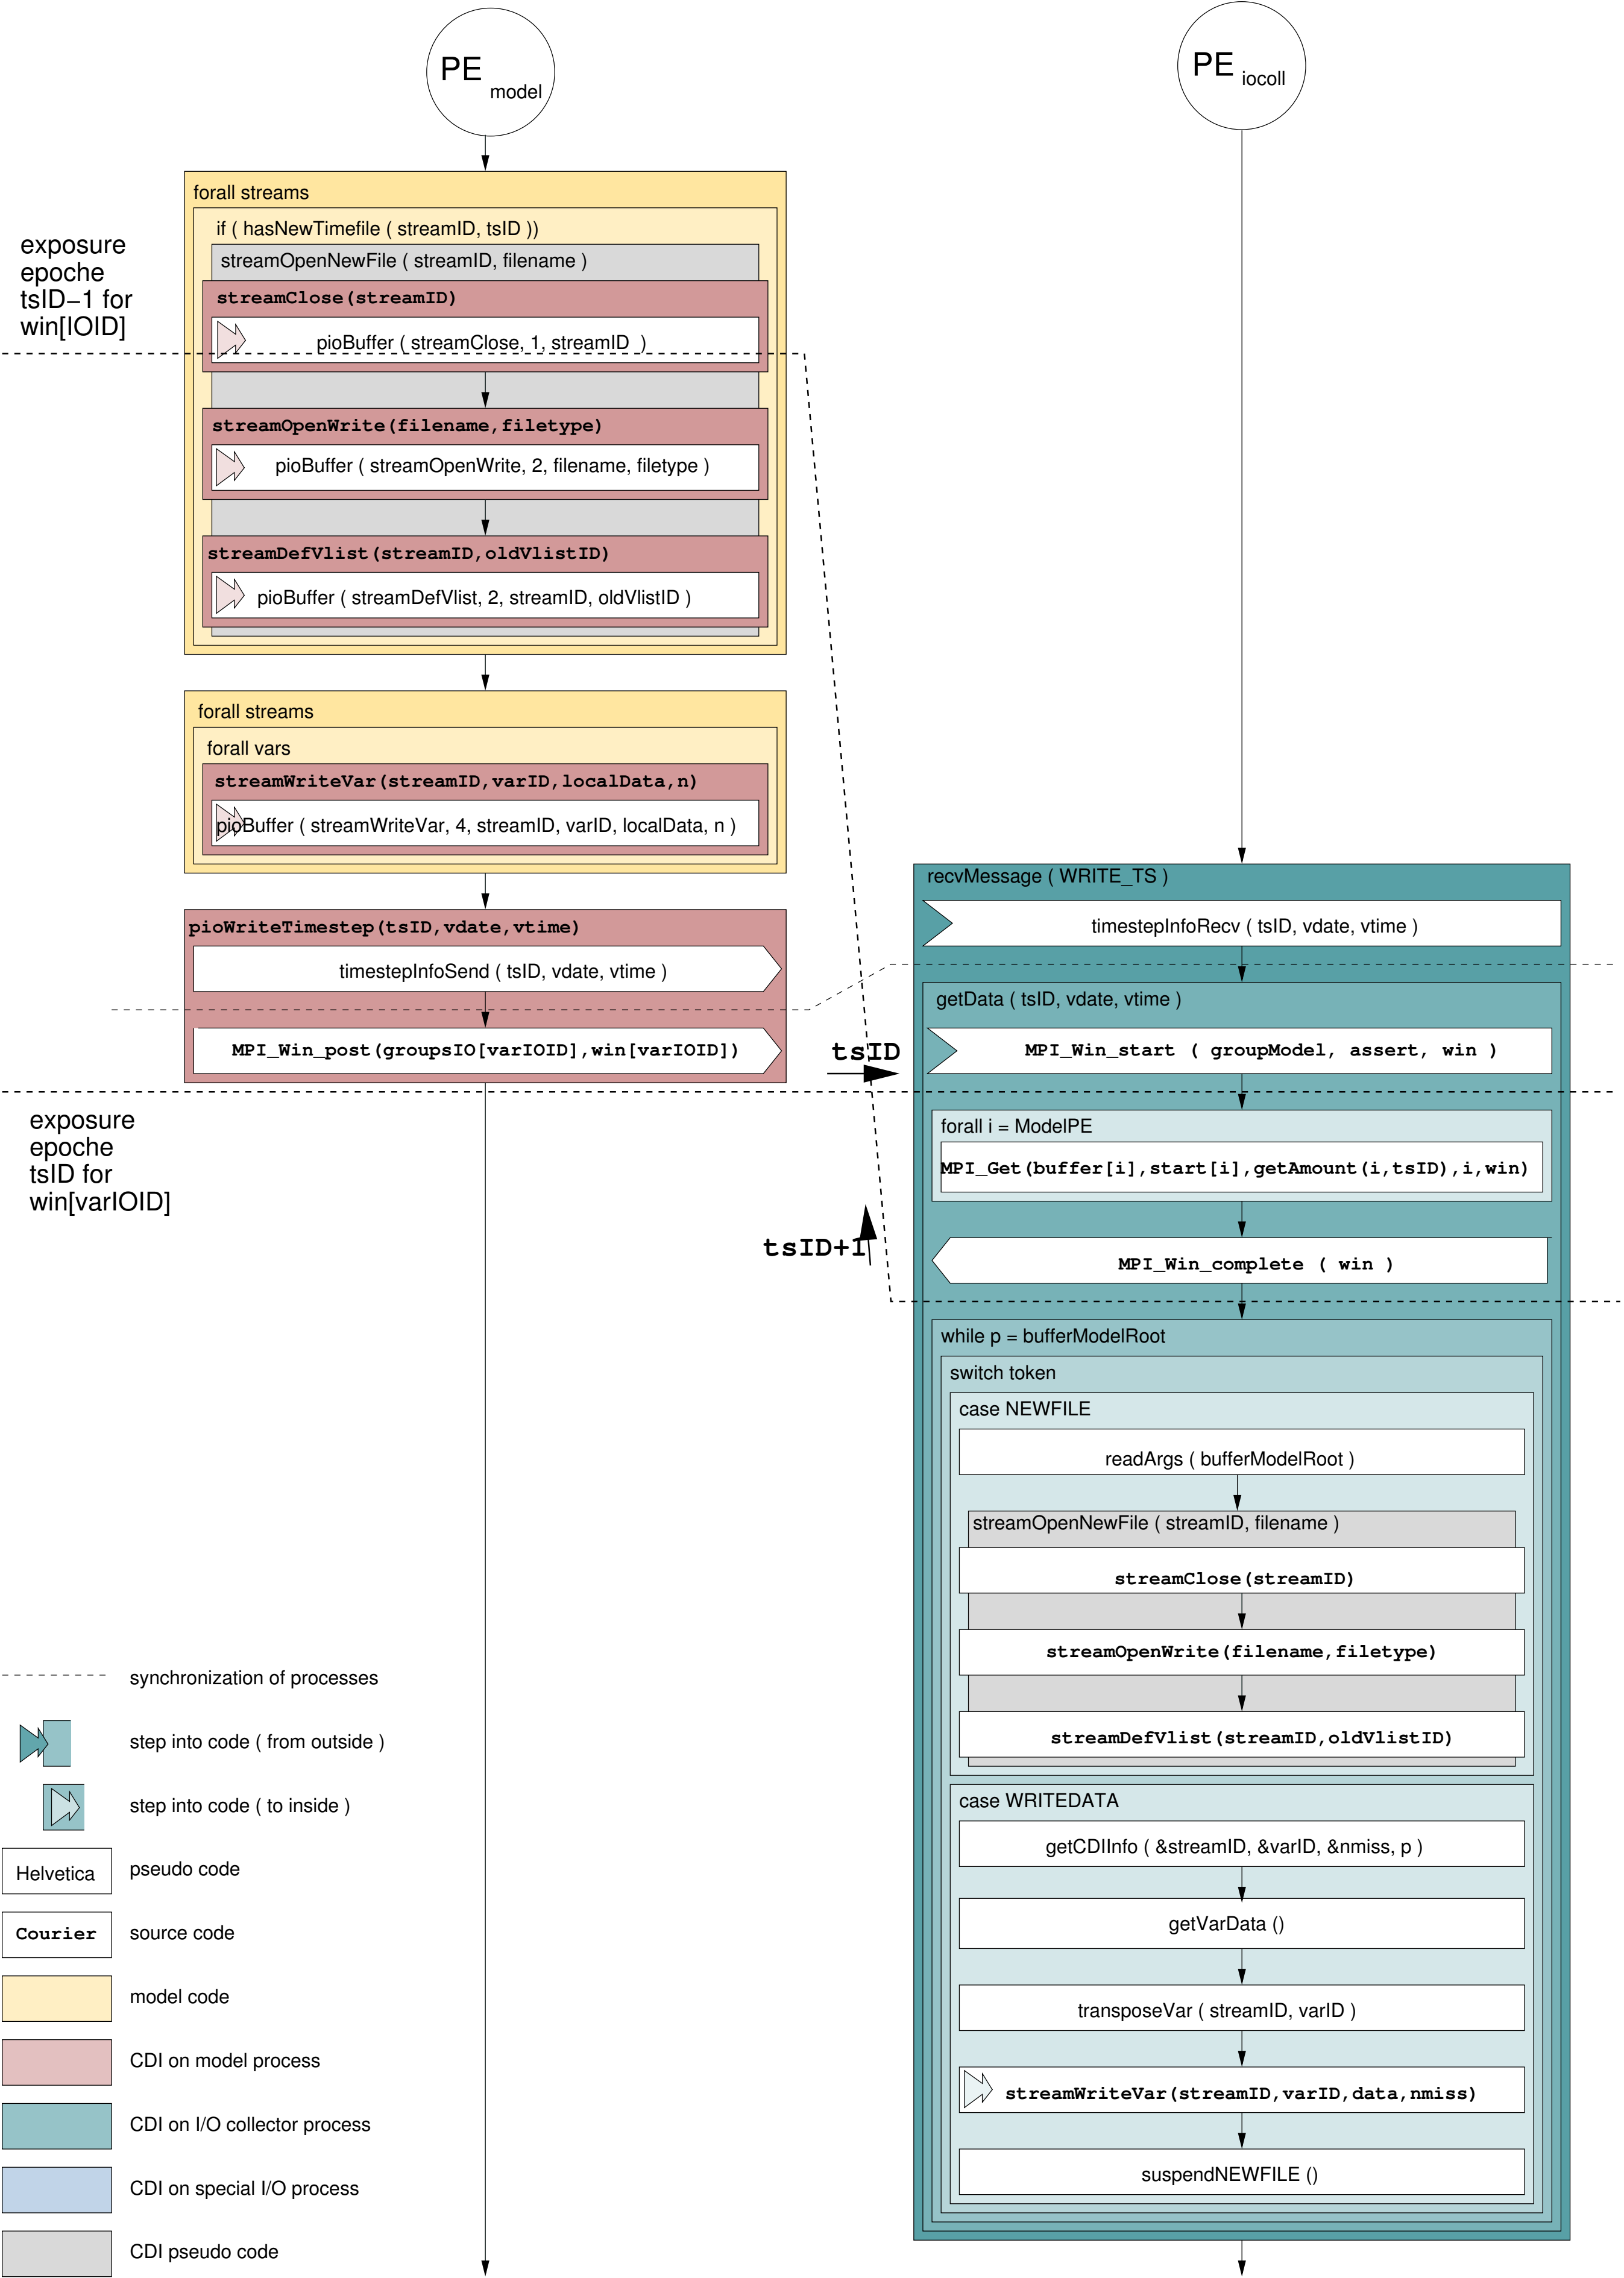 PE model
PE iocoll
forall streams
if ( hasNewTimefile ( streamID, tsID ))
streamOpenNewFile ( streamID, filename )
streamClose(streamID)
pioBuffer ( streamClose, 1, streamID )
exposure
epoche
tsID−1 for
win[IOID]
streamOpenWrite(filename,filetype)
pioBuffer ( streamOpenWrite, 2, filename, filetype )
streamDefVlist(streamID,oldVlistID)
pioBuffer ( streamDefVlist, 2, streamID, oldVlistID )
forall streams
forall vars
streamWriteVar(streamID,varID,localData,n)
pioBuffer ( streamWriteVar, 4, streamID, varID, localData, n )
pioWriteTimestep(tsID,vdate,vtime)
timestepInfoSend ( tsID, vdate, vtime )
MPI_Win_post(groupsIO[varIOID],win[varIOID])
exposure
epoche
tsID for
win[varIOID]
tsID
tsID+1
recvMessage ( WRITE_TS )
timestepInfoRecv ( tsID, vdate, vtime )
getData ( tsID, vdate, vtime )
MPI_Win_start ( groupModel, assert, win )
forall i = ModelPE
MPI_Get(buffer[i],start[i],getAmount(i,tsID),i,win)
MPI_Win_complete ( win )
while p = bufferModelRoot
switch token
case NEWFILE
readArgs ( bufferModelRoot )
streamOpenNewFile ( streamID, filename )
streamClose(streamID)
streamOpenWrite(filename,filetype)
streamDefVlist(streamID,oldVlistID)
case WRITEDATA
getCDIInfo ( &streamID, &varID, &nmiss, p )
getVarData ()
transposeVar ( streamID, varID )
streamWriteVar(streamID,varID,data,nmiss)
suspendNEWFILE ()
synchronization of processes
step into code ( from outside )
step into code ( to inside )
Helvetica pseudo code
Courier source code
model code
CDI on model process
CDI on I/O collector process
CDI on special I/O process
CDI pseudo code